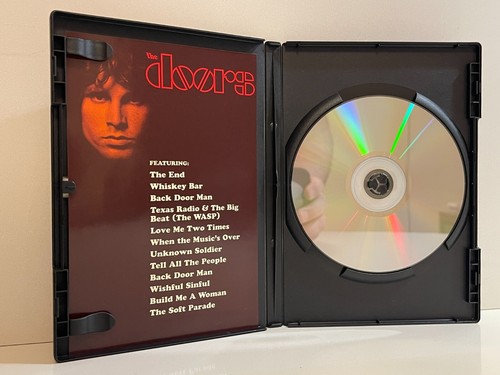 the doors
FEATURING:
The End
Whiskey Bar
Back Door Man
Texas Radio & The Big
Beat (The WASP)
Love Me Two Times
When the Music's Over
Unknown Soldier
Tell All The People
Back Door Man
Wishful Sinful
Build Me A Woman
The Soft Parade